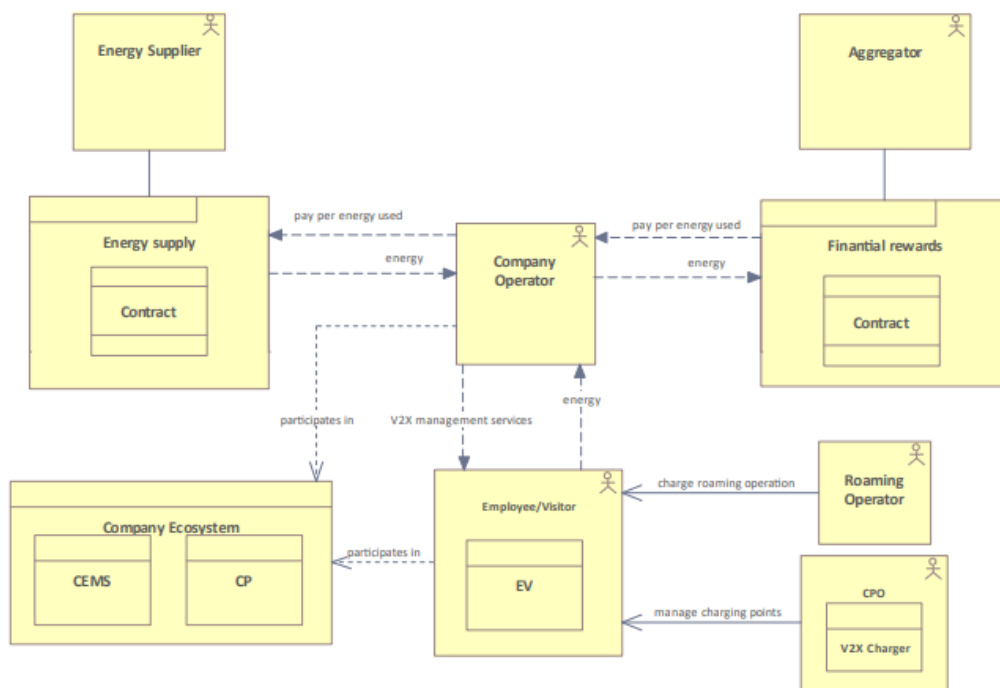 Energy Supplier
Aggregator
pay per energy used
pay per energy used
Energy supply
Finantial rewards
energy
Company
Operator
energy
Contract
Contract
participates in
V2X management services
energy
Roaming
Operator
charge roaming operation
Employee/Visitor
Company Ecosystem
participates in
CEMS
CP
EV
CPO
manage charging points
V2X Charger